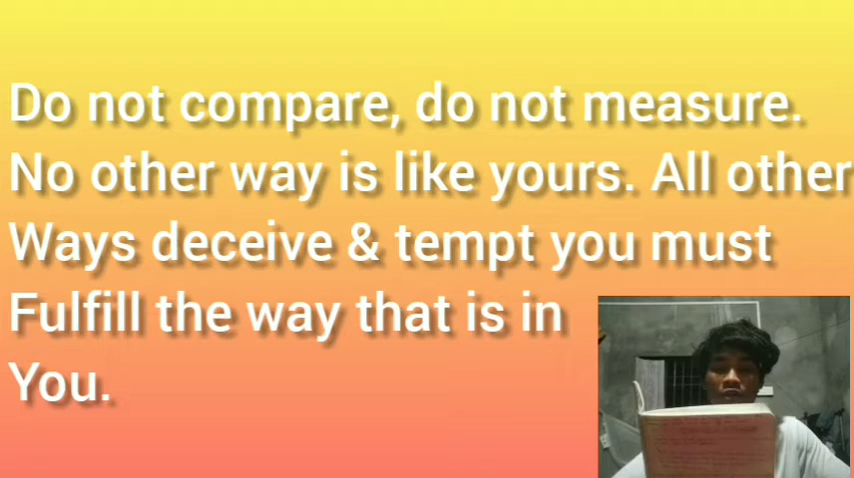 Do not compare, do not measure.
No other way is like yours. All other
Ways deceive & tempt you must
Fulfill the way that is in
You.